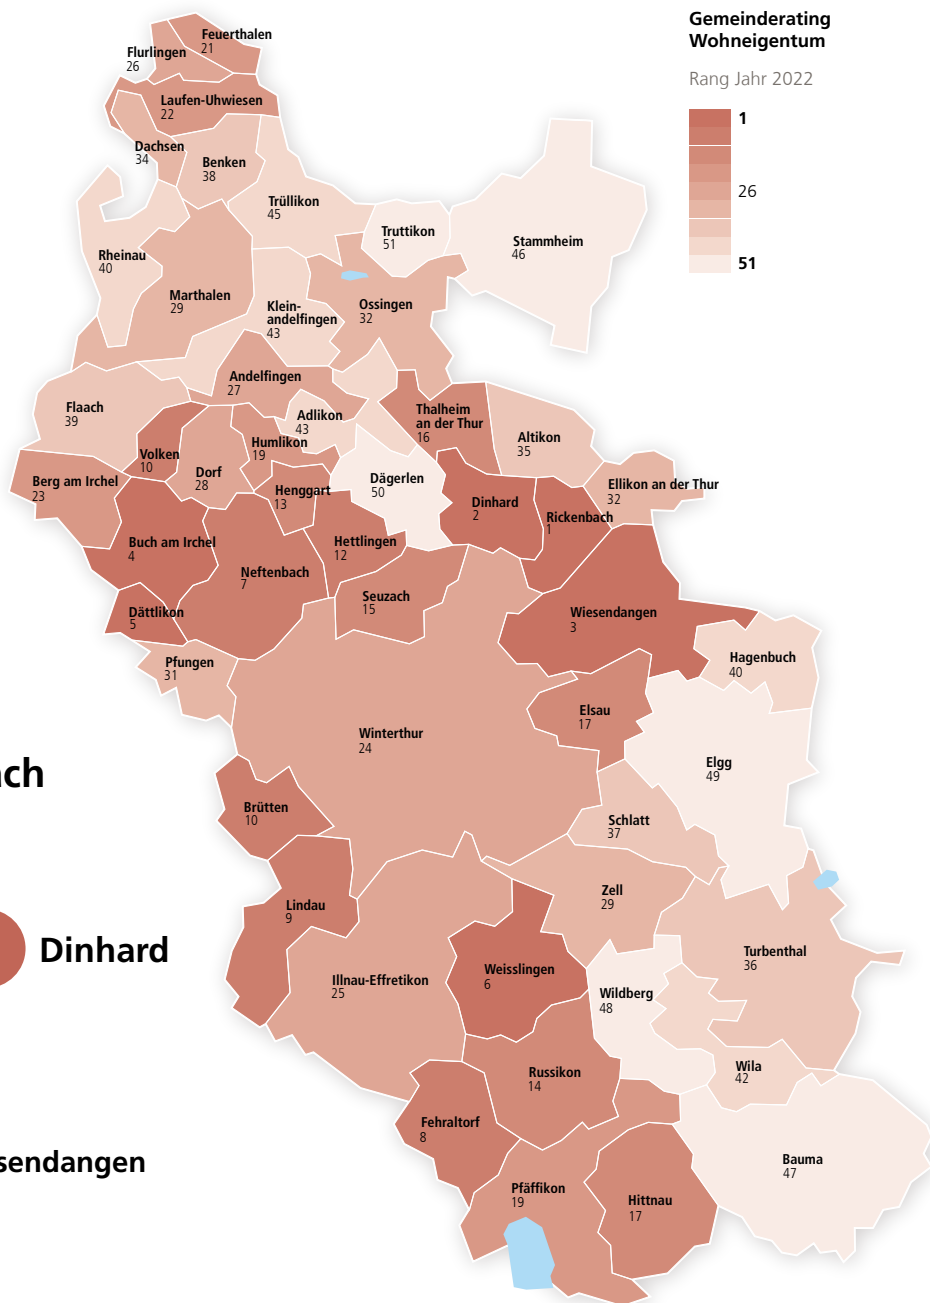 Gemeinderating
Wohneigentum
Rang Jahr 2022
1
26
51
Feuerthalen
21
Flurlingen
26
Laufen-Uhwiesen
22
Dachsen
34
Benken
38
Trüllikon
45
Truttikon
51
Stammheim
46
Rheinau
40
Marthalen
29
Klein-
andelfingen
43
Ossingen
32
Andelfingen
27
Flaach
39
Adlikon
43
Thalheim
an der Thur
16
Altikon
35
Humlikon
19
Volken
10
Dorf
28
Berg am Irchel
23
Henggart
13
Dägerlen
50
Ellikon an der Thur
32
Dinhard
2
Rickenbach
1
Buch am Irchel
4
Hettlingen
12
Neftenbach
7
Seuzach
15
Dättlikon
5
Wiesendangen
3
Pfungen
31
Hagenbuch
40
Elsau
17
Winterthur
24
Elgg
49
ach
Brütten
10
Schlatt
37
Zell
29
Lindau
9
Dinhard
Turbenthal
36
Weisslingen
6
Illnau-Effretikon
25
Wildberg
48
Wila
42
Russikon
14
Fehraltorf
8
sendangen
Bauma
47
Pfäffikon
19
Hittnau
17